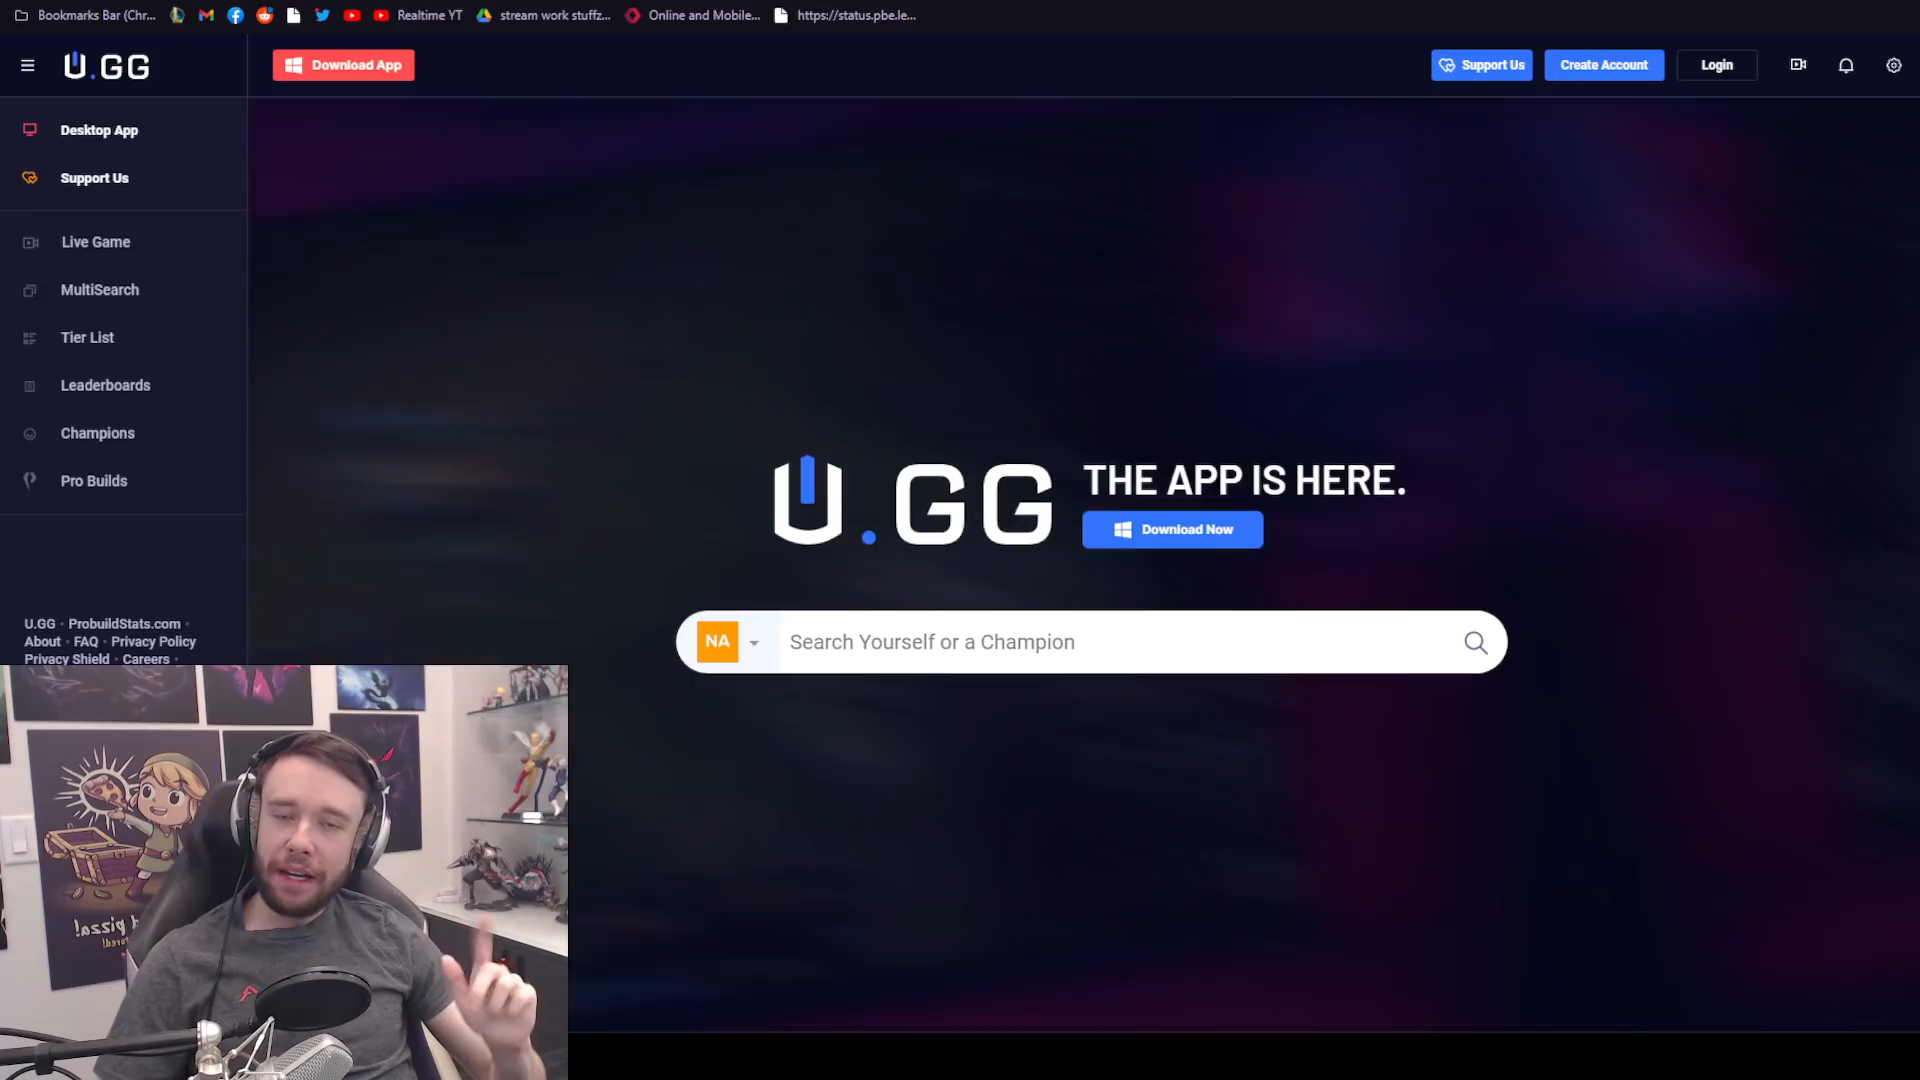 Bookmarks Bar (Chr... Realtime YT stream work stuffz... Online and Mobile... https://status.pbe.le...
U.GG Download App Support Us Create Account Login
Desktop App
Support Us
Live Game
MultiSearch
Tier List
Leaderboards
Champions
Pro Builds
U.GG THE APP IS HERE.
Download Now
NA Search Yourself or a Champion
U.GG · ProbuildStats.com ·
About · FAQ · Privacy Policy
Privacy Shield · Careers ·
pizza!